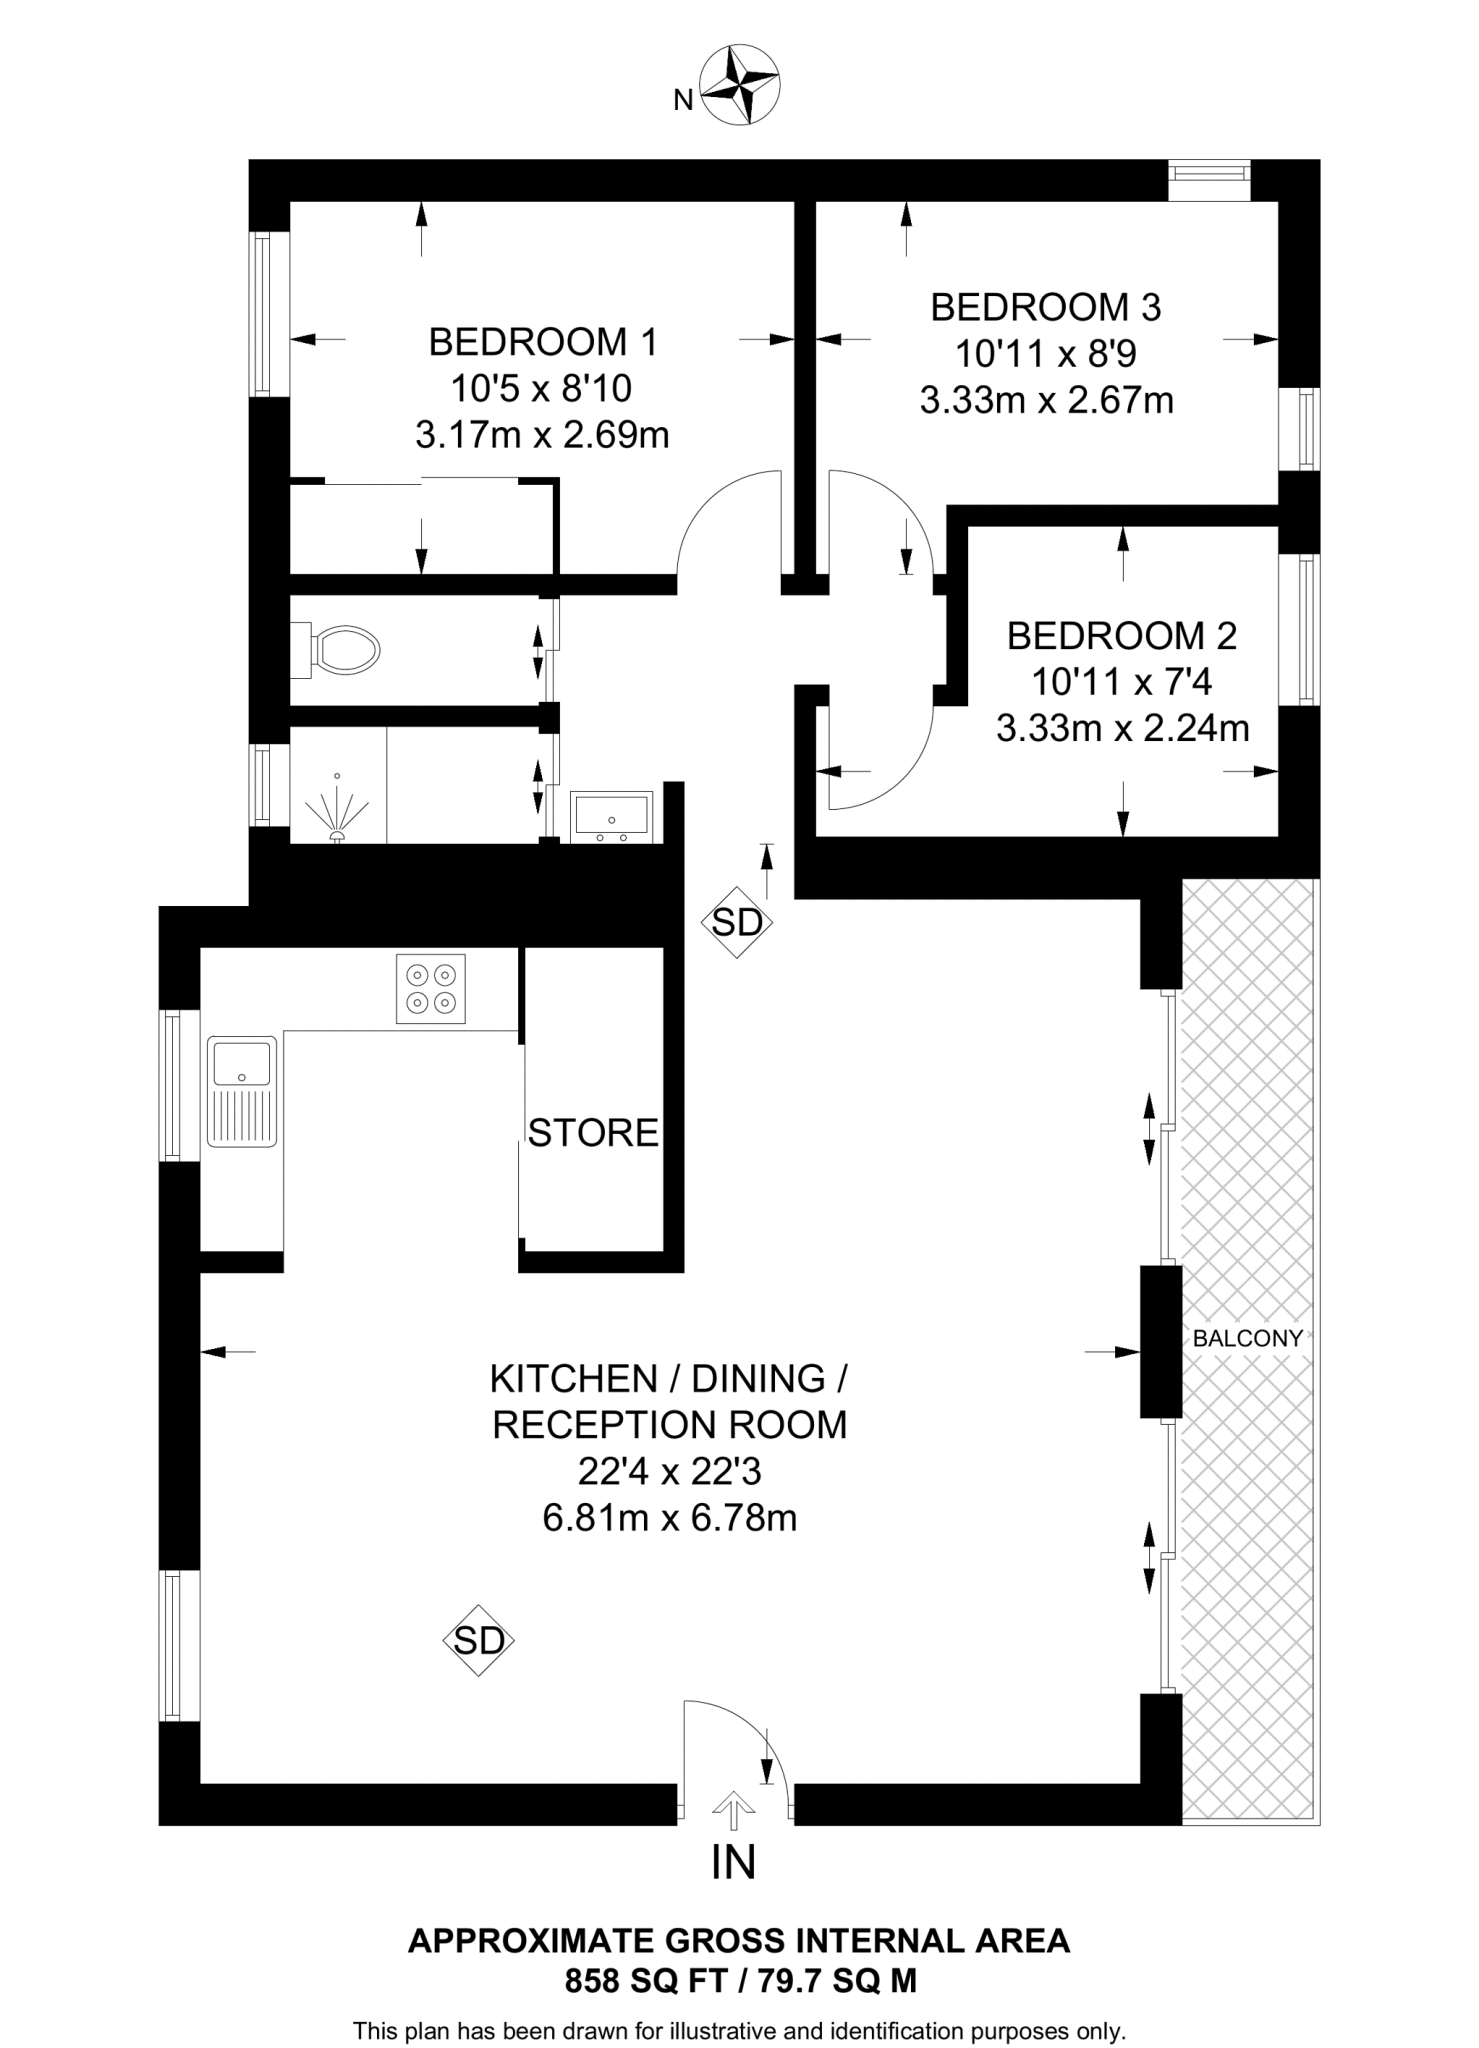 N
BEDROOM 1
10'5 x 8'10
3.17m x 2.69m
BEDROOM 3
10'11 x 8'9
3.33m x 2.67m
BEDROOM 2
10'11 x 7'4
3.33m x 2.24m
SD
STORE
BALCONY
KITCHEN / DINING /
RECEPTION ROOM
22'4 x 22'3
6.81m x 6.78m
SD
IN
APPROXIMATE GROSS INTERNAL AREA
858 SQ FT / 79.7 SQ M
This plan has been drawn for illustrative and identification purposes only.